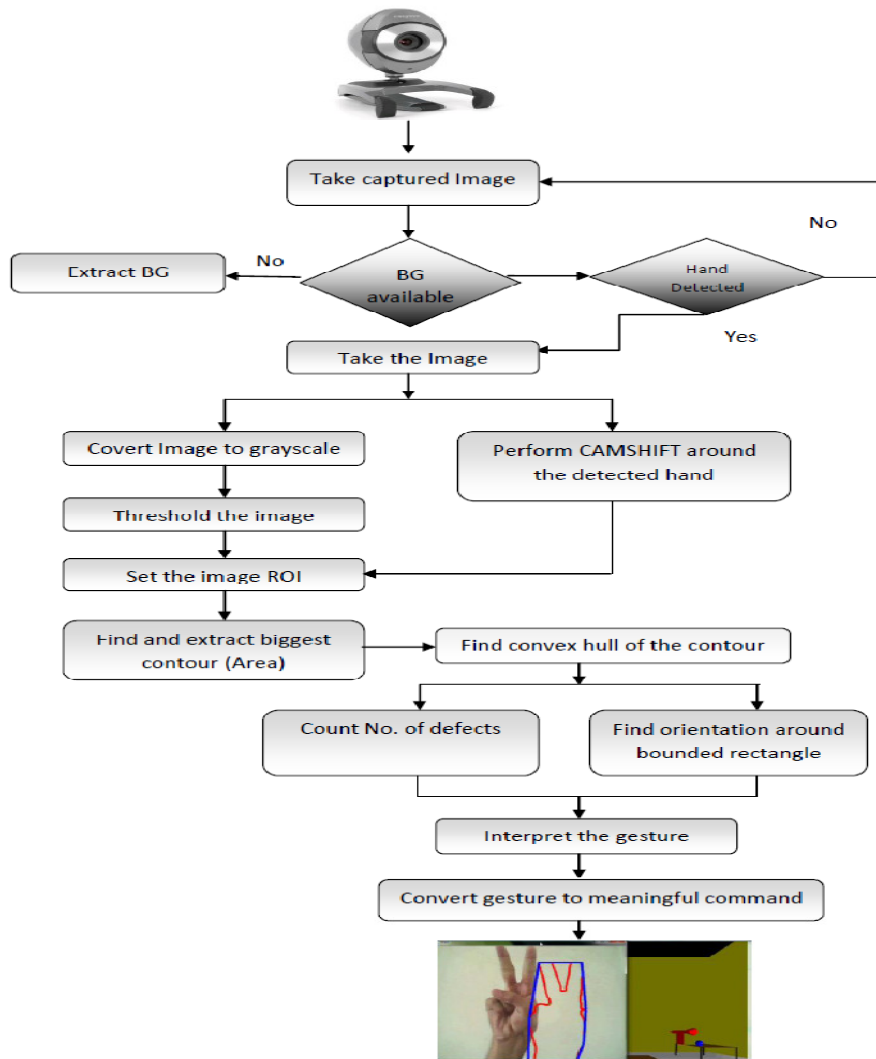 Take captured Image
No
No
Extract BG
BG
available
Hand
Detected
Yes
Take the Image
Covert Image to grayscale
Perform CAMSHIFT around
the detected hand
Threshold the image
Set the image ROI
Find and extract biggest
contour (Area)
Find convex hull of the contour
Count No. of defects
Find orientation around
bounded rectangle
Interpret the gesture
Convert gesture to meaningful command